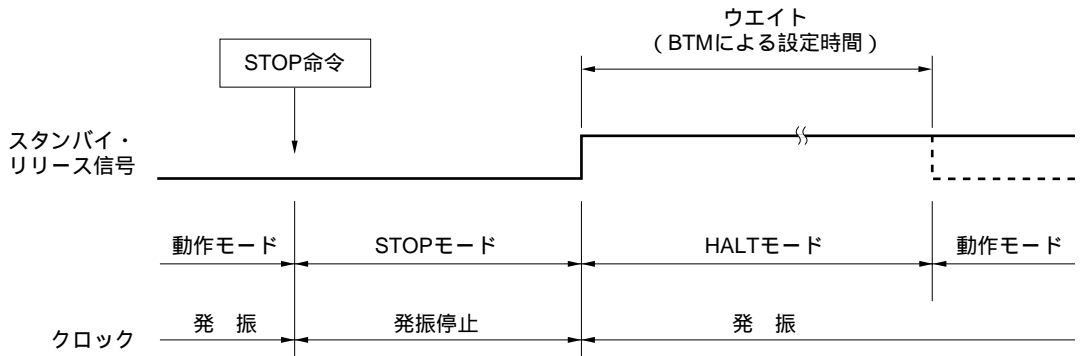 ウエイト
(BTMによる設定時間)
STOP命令
スタンバイ・
リリース信号
動作モード STOPモード HALTモード 動作モード
クロック 発 振 発振停止 発 振